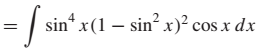 = ∫ sin⁴ x(1 − sin² x)² cos x dx